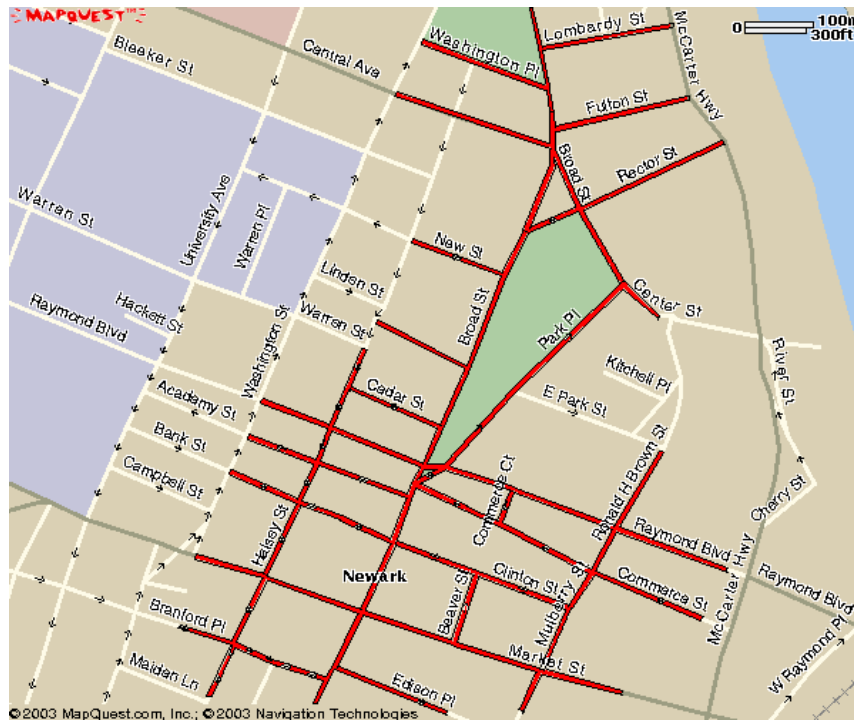 MAPQUEST
TM
0 100m
300ft
Lombardy St
McCarter Hwy
Washington Pl
Bleeker St
Central Ave
Fulton St
Broad St
Rector St
University Ave
Warren St
Warren Pl
New St
Linden St
Center St
Raymond Blvd
Hackett St
Washington St
Warren St
Broad St
Park Pl
River St
Kitchell Pl
Cedar St
E Park St
Academy St
Bank St
Campbell St
Commerce Ct
Ronald H Brown St
Cherry St
Halsey St
Raymond Blvd
McCarter Hwy
Raymond Blvd
Newark
Clinton St
Commerce St
Beaver St
Mulberry St
Branford Pl
Market St
W Raymond Pl
Maiden Ln
Edison Pl
©2003 MapQuest.com, Inc.; ©2003 Navigation Technologies